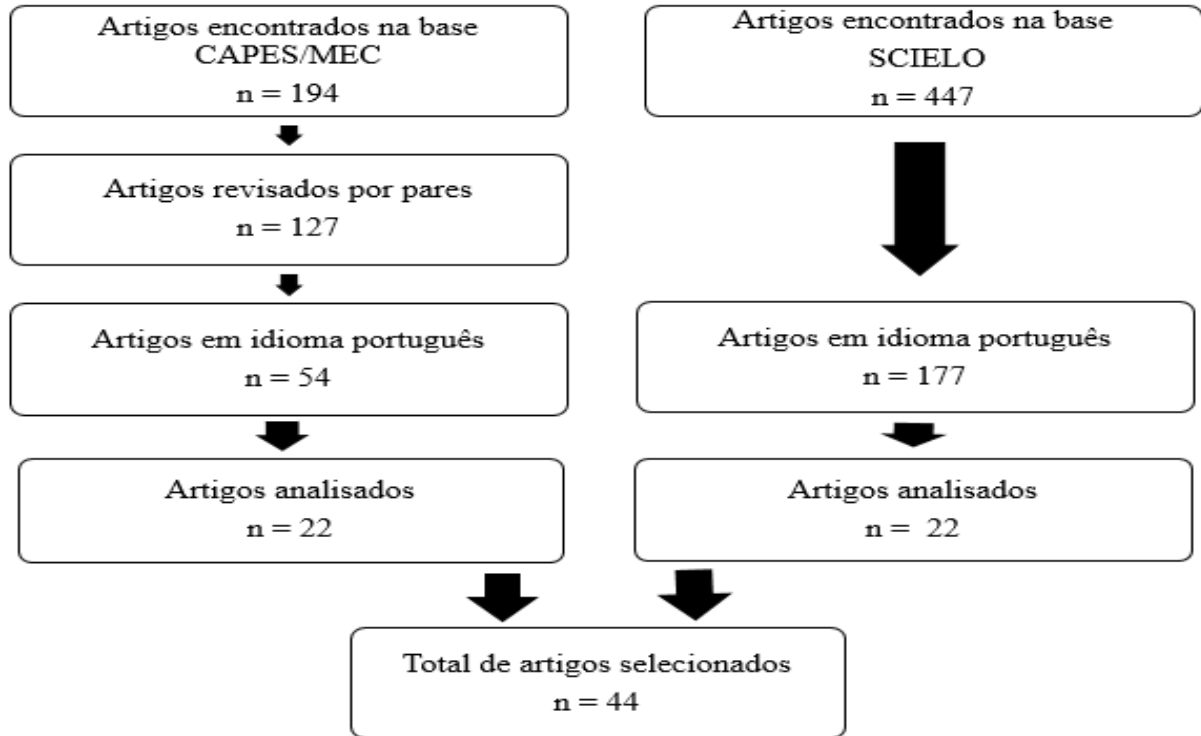 Artigos encontrados na base
CAPES/MEC
n = 194
Artigos revisados por pares
n = 127
Artigos em idioma português
n = 54
Artigos analisados
n = 22
Artigos encontrados na base
SCIELO
n = 447
Artigos em idioma português
n = 177
Artigos analisados
n = 22
Total de artigos selecionados
n = 44